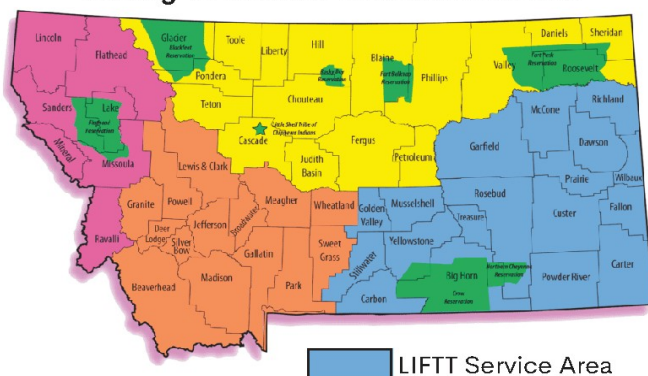 Lincoln
Flathead
Glacier
Blackfeet
Reservation
Toole
Liberty
Hill
Blaine
Phillips
Valley
Daniels
Sheridan
Roosevelt
Fort Peck
Reservation
Rocky Boy
Reservation
Fort Belknap
Reservation
Pondera
Teton
Chouteau
Sanders
Lake
Flathead
Reservation
Mineral
Missoula
Cascade
Little Shell Tribe of
Chippewa Indians
Judith
Basin
Fergus
Petroleum
Garfield
McCone
Richland
Dawson
Prairie
Wibaux
Lewis & Clark
Powell
Granite
Ravalli
Deer
Lodge
Silver
Bow
Jefferson
Broadwater
Meagher
Wheatland
Golden
Valley
Musselshell
Treasure
Rosebud
Custer
Fallon
Gallatin
Sweet
Grass
Stillwater
Yellowstone
Beaverhead
Madison
Park
Carbon
Big Horn
Crow
Reservation
Northern Cheyenne
Reservation
Powder River
Carter
LIFTT Service Area